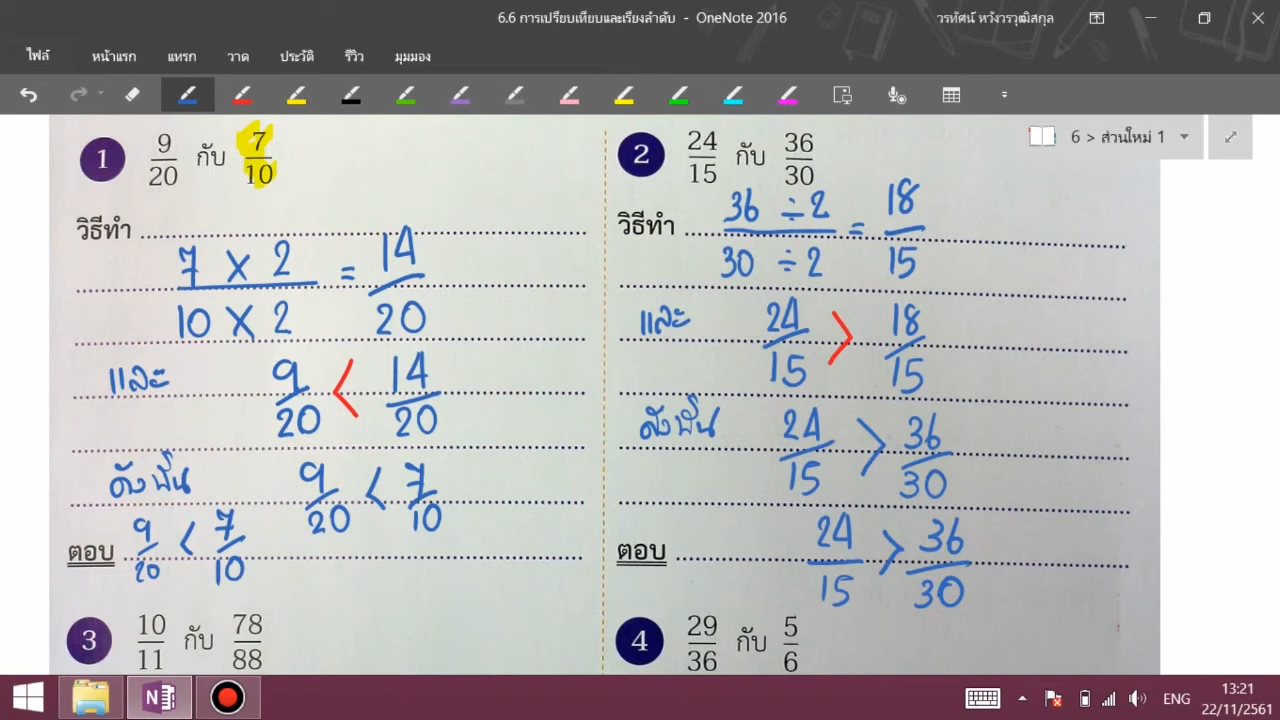 6.6 การเปรียบเทียบและเรียงลำดับ - OneNote 2016
วรทัศน์ หวังวรวุฒิสกุล
ไฟล์ หน้าแรก แทรก วาด ประวัติ รีวิว มุมมอง
6 > ส่วนใหม่ 1
1 9/20 กับ 7/10
วิธีทำ
7 × 2 / 10 × 2 = 14/20
และ 9/20 < 14/20
ดังนั้น 9/20 < 7/10
ตอบ 9/20 < 7/10
2 24/15 กับ 36/30
วิธีทำ 36 ÷ 2 / 30 ÷ 2 = 18/15
และ 24/15 > 18/15
ดังนั้น 24/15 > 36/30
ตอบ 24/15 > 36/30
3 10/11 กับ 78/88
4 29/36 กับ 5/6
ENG
13:21
22/11/2561